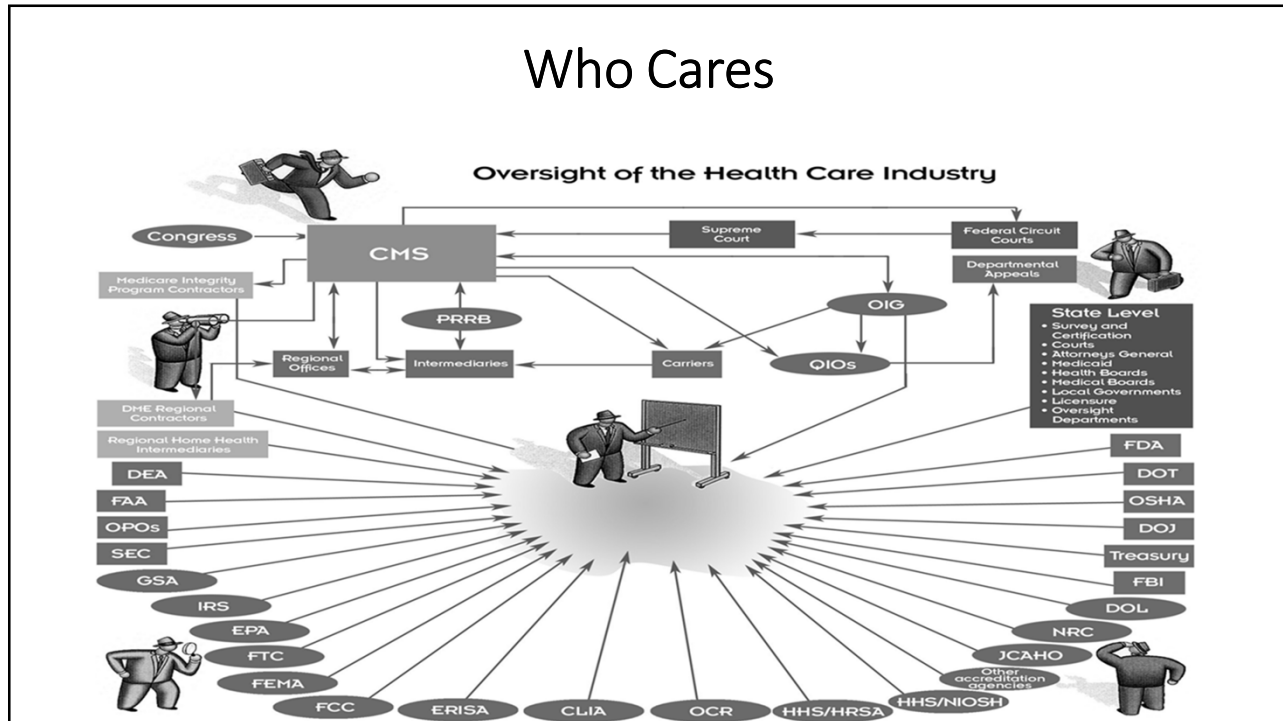 Who Cares
Oversight of the Health Care Industry
Congress
CMS
Supreme
Court
Federal Circuit
Courts
Departmental
Appeals
Medicare Integrity
Program Contractors
OIG
PRRB
State Level
• Survey and
Certification
• Courts
• Attorneys General
• Medicaid
• Health Boards
• Medical Boards
• Local Governments
• Licensure
• Oversight
Departments
Regional
Offices
Intermediaries
Carriers
QIOs
DME Regional
Contractors
Regional Home Health
Intermediaries
DEA
FAA
OPOs
SEC
GSA
IRS
EPA
FTC
FEMA
FCC
ERISA
CLIA
OCR
HHS/HRSA
HHS/NIOSH
Other
accreditation
agencies
JCAHO
NRC
DOL
FBI
Treasury
DOJ
OSHA
DOT
FDA